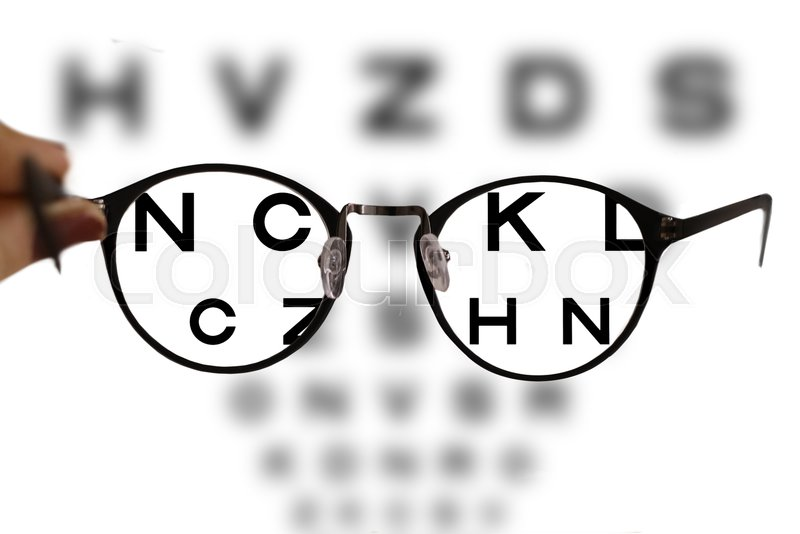 H V Z D S
N C K L
C Z H N
O N V S R
K D N R O
colourbox